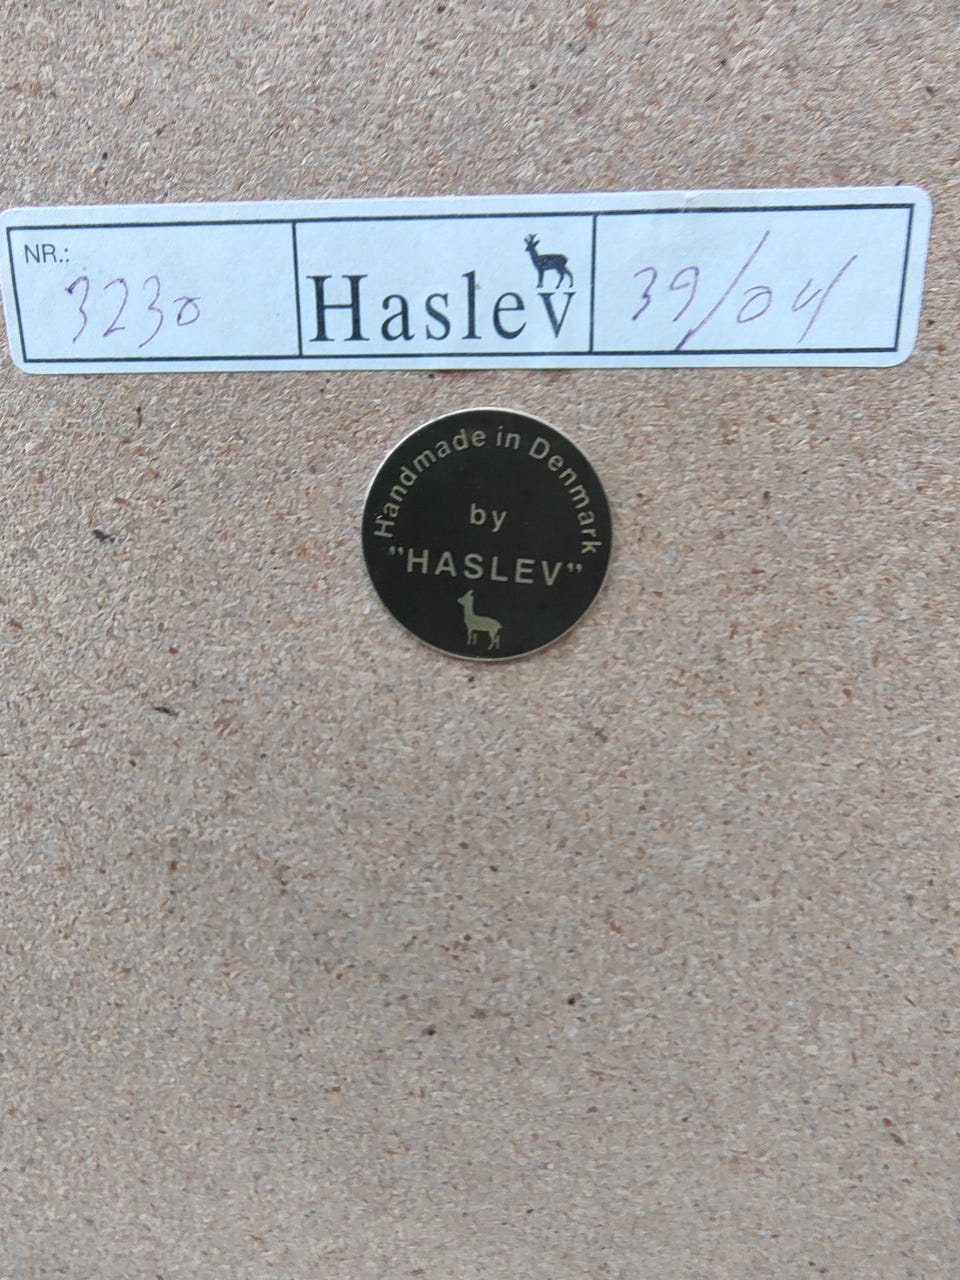 NR.: 3230 Haslev 39/04
Handmade in Denmark
by
"HASLEV"